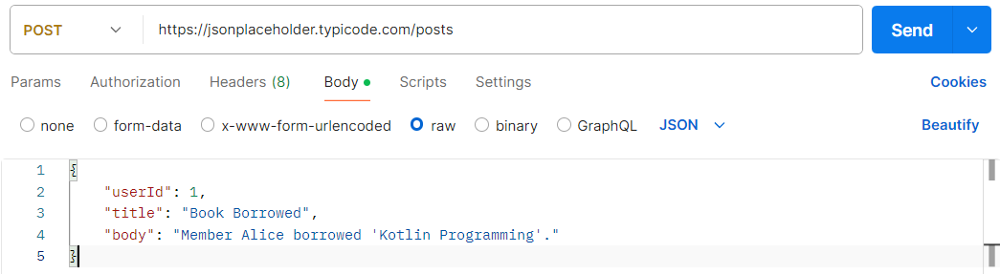 POST https://jsonplaceholder.typicode.com/posts Send
Params Authorization Headers (8) Body Scripts Settings Cookies
none form-data x-www-form-urlencoded raw binary GraphQL JSON Beautify
1 {
2 "userId": 1,
3 "title": "Book Borrowed",
4 "body": "Member Alice borrowed 'Kotlin Programming'."
5 }